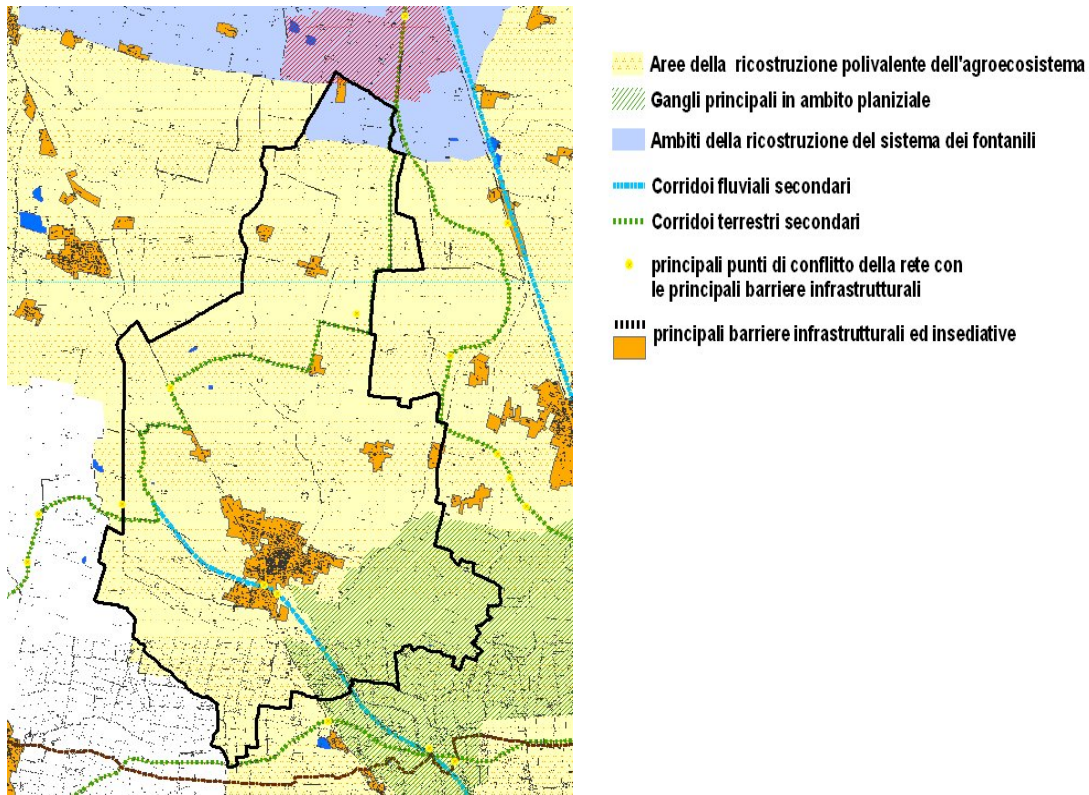 Aree della ricostruzione polivalente dell'agroecosistema
Gangli principali in ambito planiziale
Ambiti della ricostruzione del sistema dei fontanili
Corridoi fluviali secondari
Corridoi terrestri secondari
principali punti di conflitto della rete con
le principali barriere infrastrutturali
principali barriere infrastrutturali ed insediative